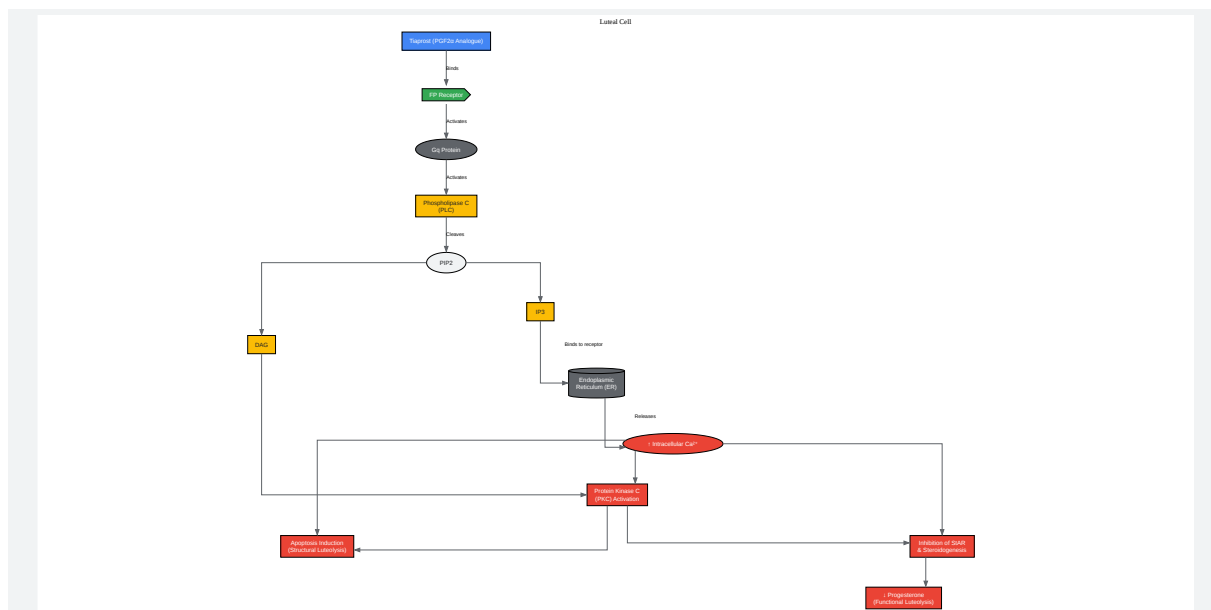 Luteal Cell
Tiaprost (PGF2α Analogue)
Binds
FP Receptor
Activates
Gq Protein
Activates
Phospholipase C
(PLC)
Cleaves
PIP2
IP3
DAG
Binds to receptor
Endoplasmic
Reticulum (ER)
Releases
↑ Intracellular Ca²⁺
Protein Kinase C
(PKC) Activation
Apoptosis Induction
(Structural Luteolysis)
Inhibition of StAR
& Steroidogenesis
↓ Progesterone
(Functional Luteolysis)